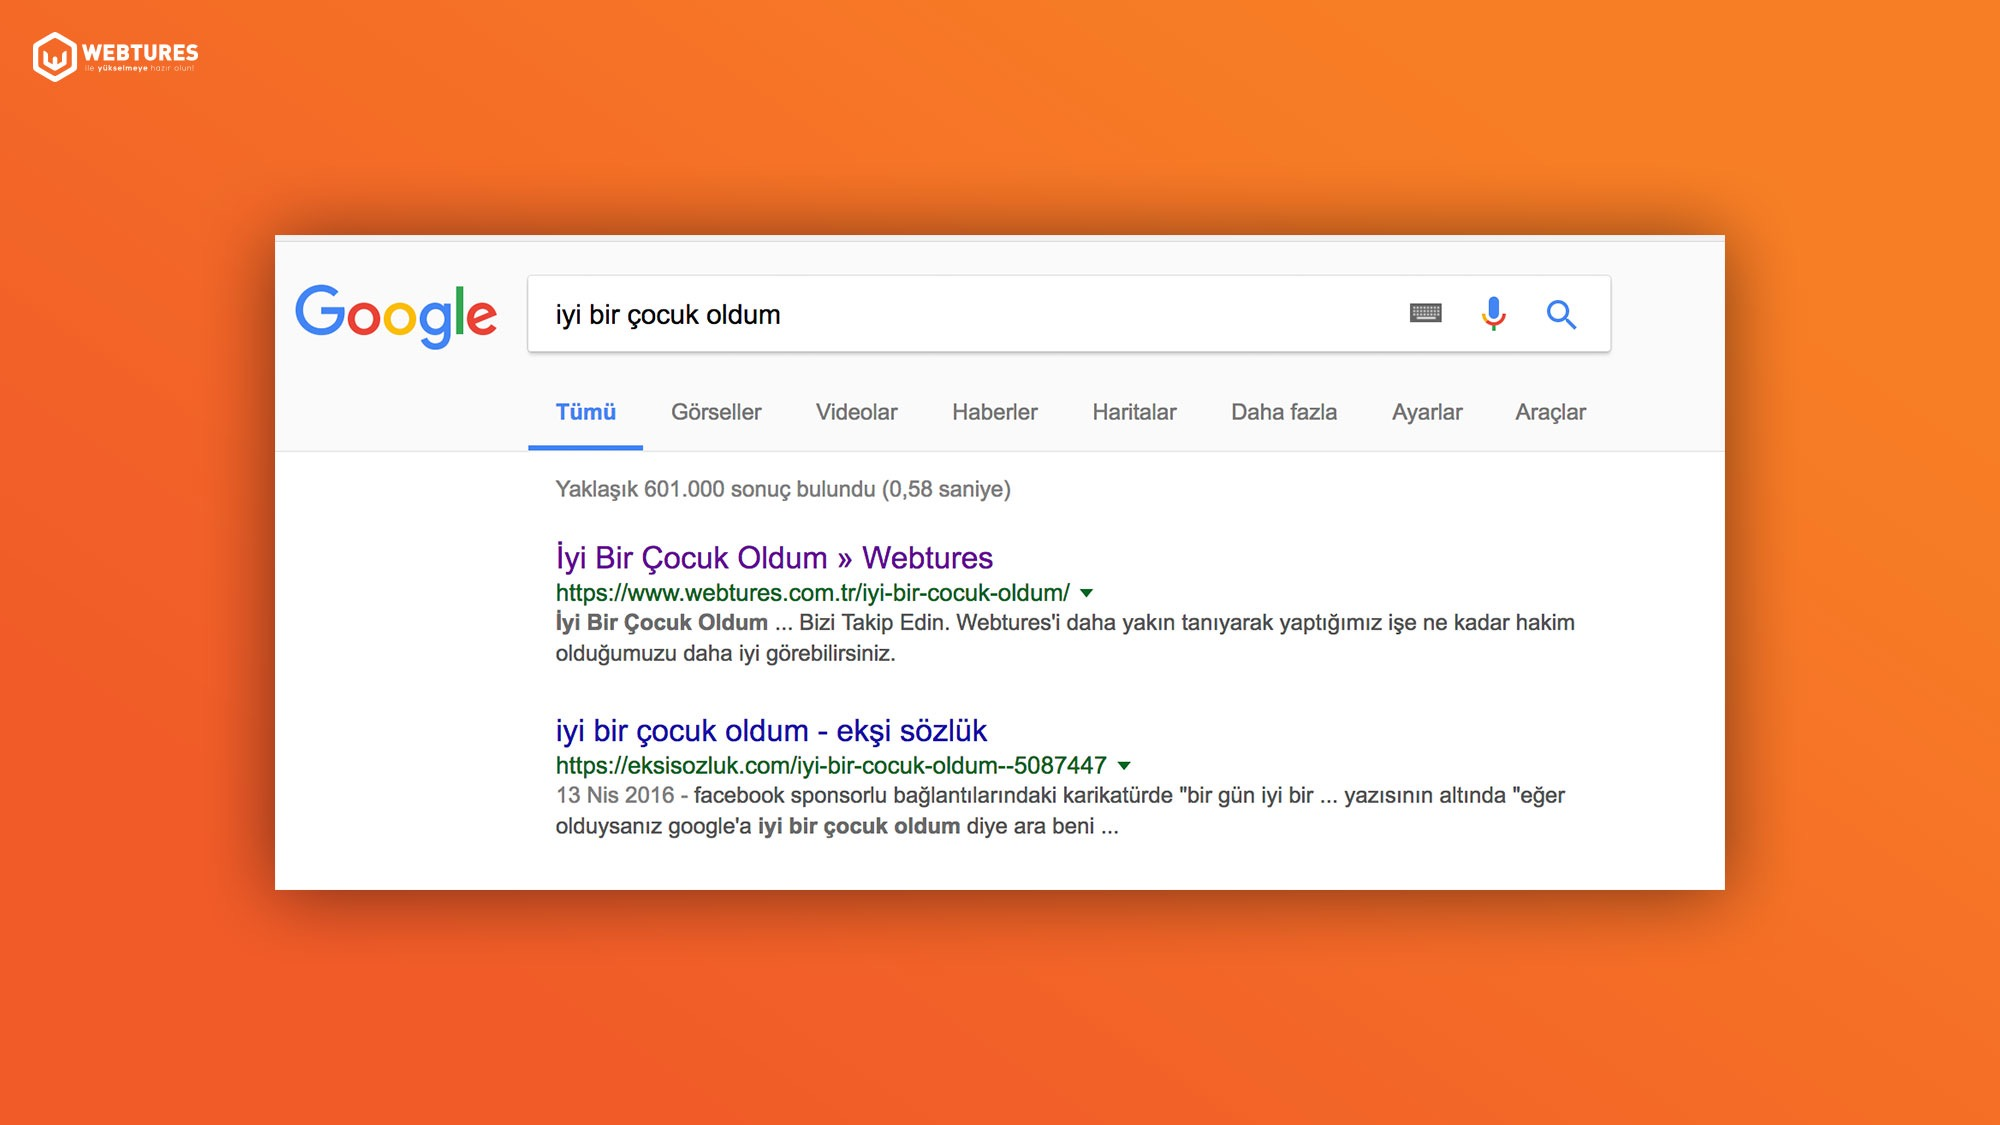 WEBTURES
ile yükselmeye hazır olun!
Google
iyi bir çocuk oldum
Tümü Görseller Videolar Haberler Haritalar Daha fazla Ayarlar Araçlar
Yaklaşık 601.000 sonuç bulundu (0,58 saniye)
İyi Bir Çocuk Oldum » Webtures
https://www.webtures.com.tr/iyi-bir-cocuk-oldum/
İyi Bir Çocuk Oldum ... Bizi Takip Edin. Webtures'i daha yakın tanıyarak yaptığımız işe ne kadar hakim
olduğumuzu daha iyi görebilirsiniz.
iyi bir çocuk oldum - ekşi sözlük
https://eksisozluk.com/iyi-bir-cocuk-oldum--5087447
13 Nis 2016 - facebook sponsorlu bağlantılarındaki karikatürde "bir gün iyi bir ... yazısının altında "eğer
olduysanız google'a iyi bir çocuk oldum diye ara beni ...